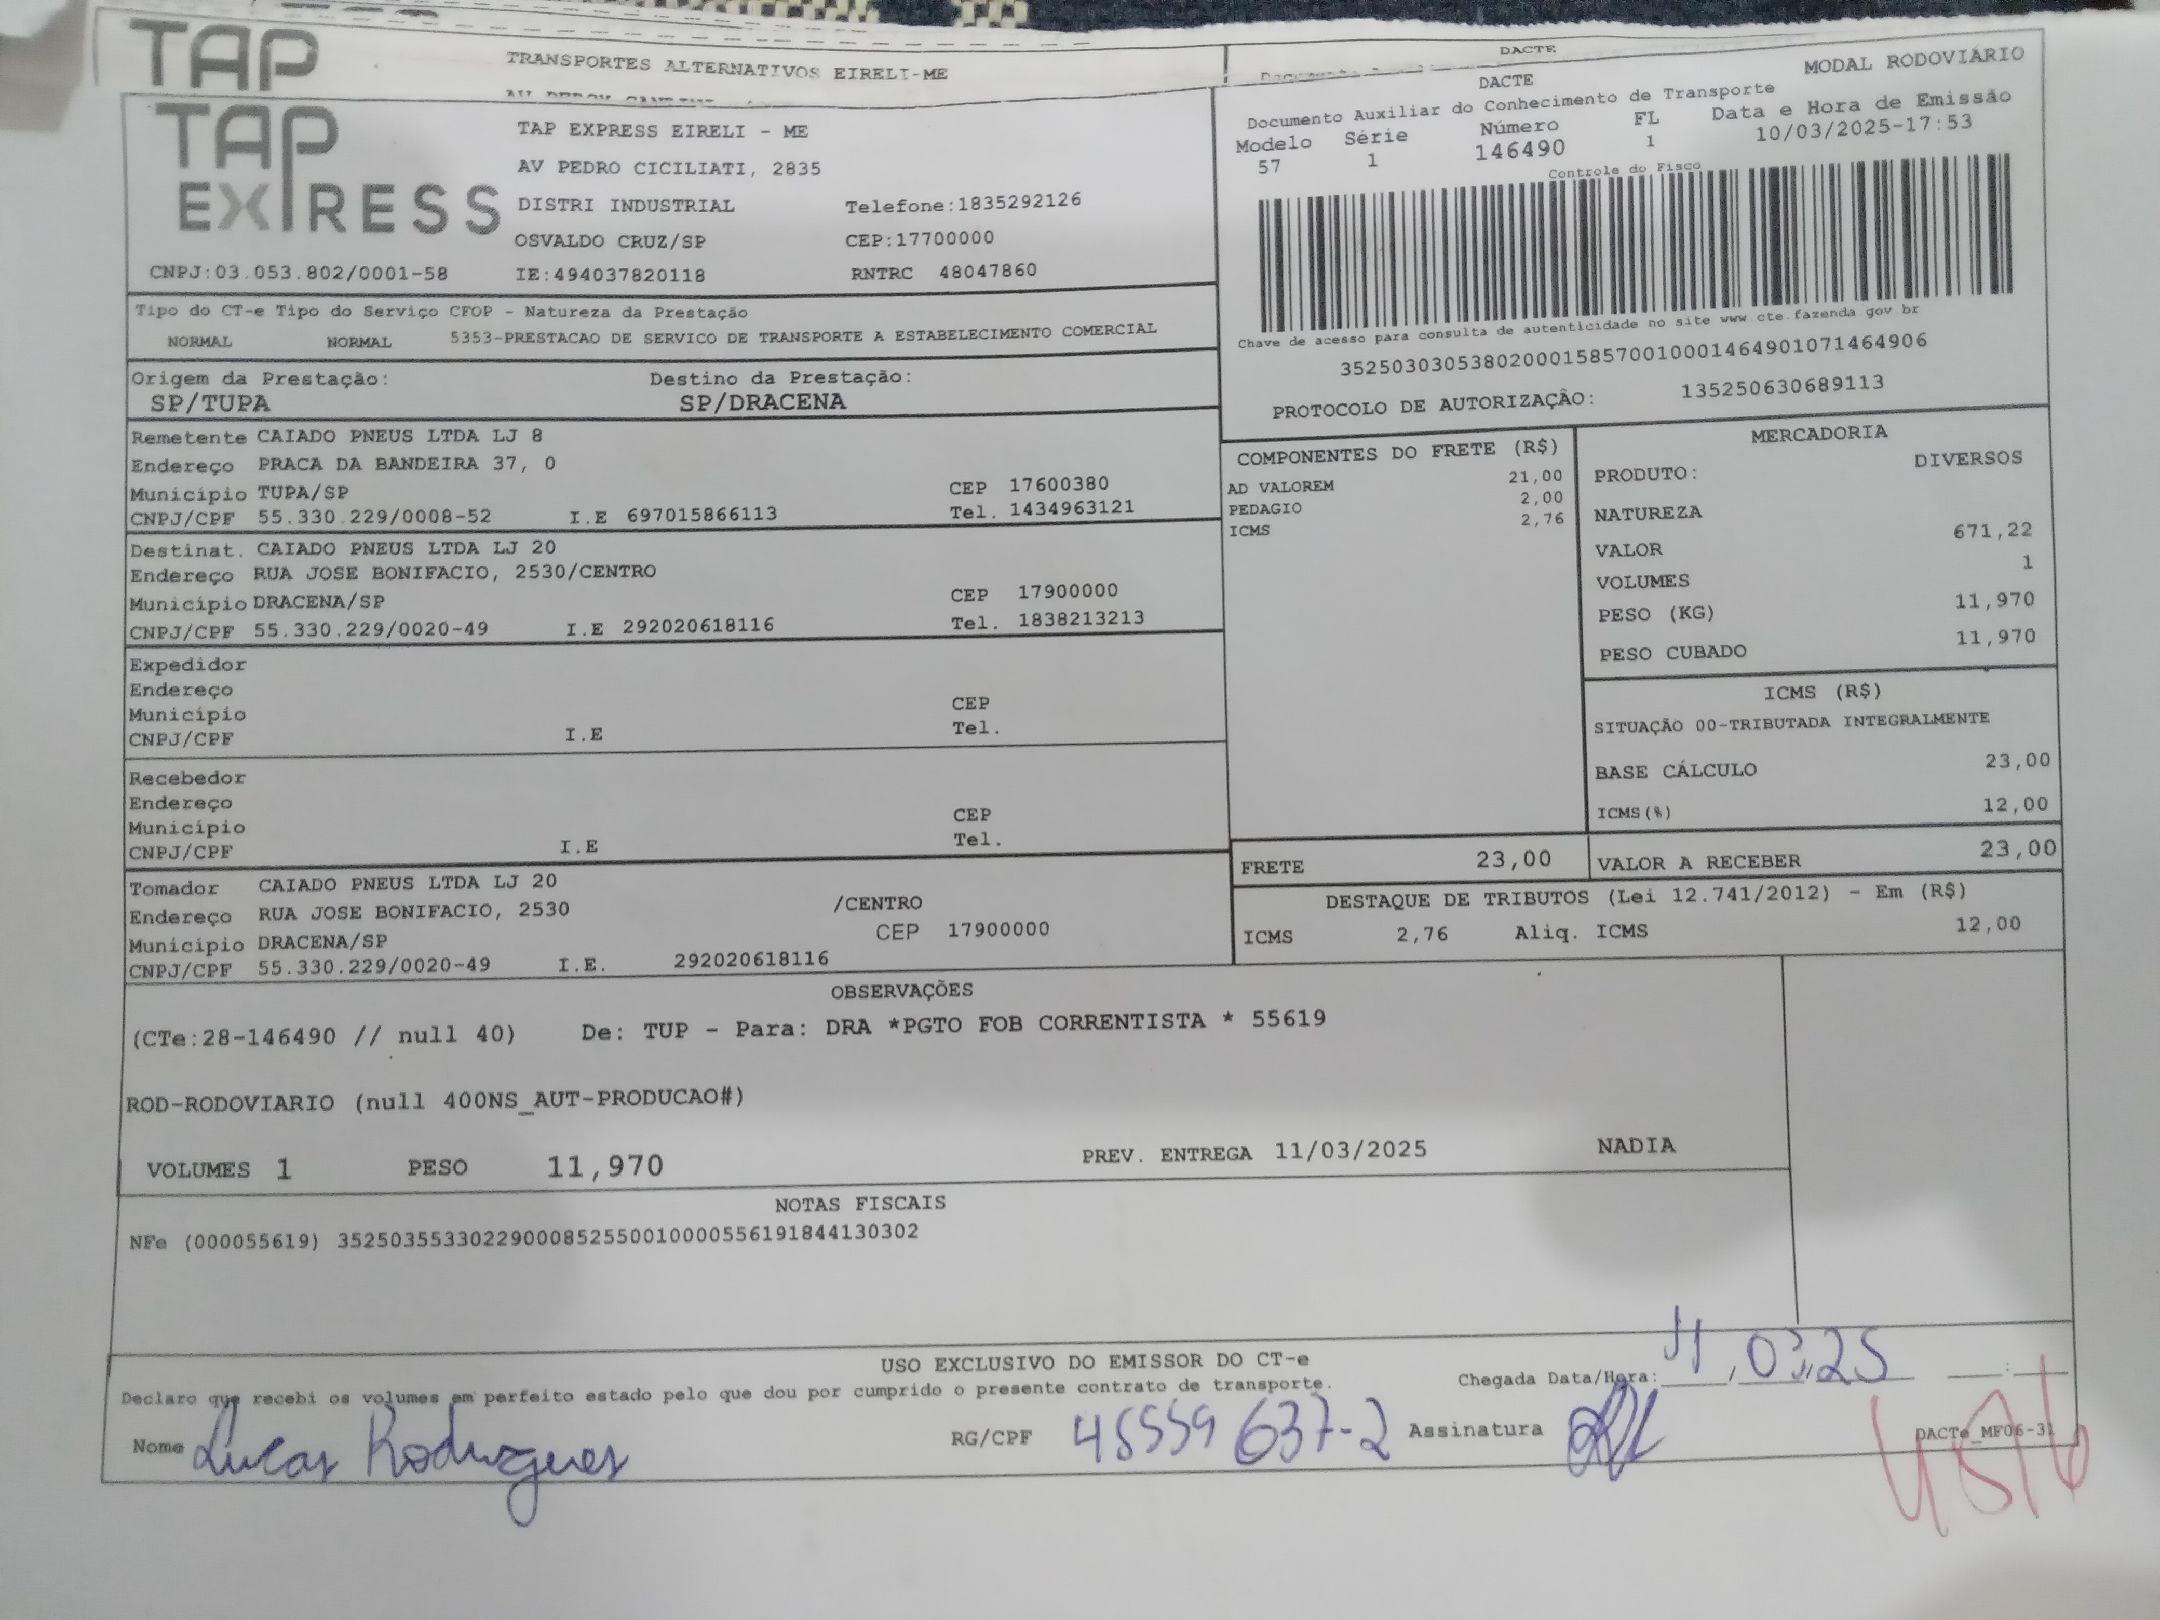 TAP
TRANSPORTES ALTERNATIVOS EIRELI-ME
DACTE
TAP EXPRESS
TAP EXPRESS EIRELI - ME
AV PEDRO CICILIATI, 2835
DISTRI INDUSTRIAL Telefone:1835292126
OSVALDO CRUZ/SP CEP:17700000
CNPJ:03.053.802/0001-58 IE:494037820118 RNTRC 48047860
DACTE MODAL RODOVIÁRIO
Documento Auxiliar do Conhecimento de Transporte
Modelo Série Número FL Data e Hora de Emissão
57 1 146490 1 10/03/2025-17:53
Controle do Fisco
Chave de acesso para consulta de autenticidade no site www.cte.fazenda.gov.br
35250303053802000158570010001464901071464906
PROTOCOLO DE AUTORIZAÇÃO: 135250630689113
Tipo do CT-e Tipo do Serviço CFOP - Natureza da Prestação
NORMAL NORMAL 5353-PRESTACAO DE SERVICO DE TRANSPORTE A ESTABELECIMENTO COMERCIAL
Origem da Prestação: Destino da Prestação:
SP/TUPA SP/DRACENA
Remetente CAIADO PNEUS LTDA LJ 8
Endereço PRACA DA BANDEIRA 37, 0
Município TUPA/SP CEP 17600380
CNPJ/CPF 55.330.229/0008-52 I.E 697015866113 Tel. 1434963121
Destinat. CAIADO PNEUS LTDA LJ 20
Endereço RUA JOSE BONIFACIO, 2530/CENTRO
Município DRACENA/SP CEP 17900000
CNPJ/CPF 55.330.229/0020-49 I.E 292020618116 Tel. 1838213213
Expedidor
Endereço
Município CEP
CNPJ/CPF I.E Tel.
Recebedor
Endereço
Município CEP
CNPJ/CPF I.E Tel.
Tomador CAIADO PNEUS LTDA LJ 20
Endereço RUA JOSE BONIFACIO, 2530 /CENTRO
Município DRACENA/SP CEP 17900000
CNPJ/CPF 55.330.229/0020-49 I.E. 292020618116
COMPONENTES DO FRETE (R$)
AD VALOREM 21,00
PEDAGIO 2,00
ICMS 2,76
MERCADORIA
PRODUTO: DIVERSOS
NATUREZA
VALOR 671,22
VOLUMES 1
PESO (KG) 11,970
PESO CUBADO 11,970
ICMS (R$)
SITUAÇÃO 00-TRIBUTADA INTEGRALMENTE
BASE CÁLCULO 23,00
ICMS(%) 12,00
FRETE 23,00 VALOR A RECEBER 23,00
DESTAQUE DE TRIBUTOS (Lei 12.741/2012) - Em (R$)
ICMS 2,76 Aliq. ICMS 12,00
OBSERVAÇÕES
(CTe:28-146490 // null 40) De: TUP - Para: DRA *PGTO FOB CORRENTISTA * 55619
ROD-RODOVIARIO (null 400NS_AUT-PRODUCAO#)
VOLUMES 1 PESO 11,970 PREV. ENTREGA 11/03/2025 NADIA
NOTAS FISCAIS
NFe (000055619) 35250355330229000852550010000556191844130302
USO EXCLUSIVO DO EMISSOR DO CT-e
Declaro que recebi os volumes em perfeito estado pelo que dou por cumprido o presente contrato de transporte. Chegada Data/Hora: 11/03/25 :
Nome Lucas Rodrigues RG/CPF 45559637-2 Assinatura
DACTe_MF06-31